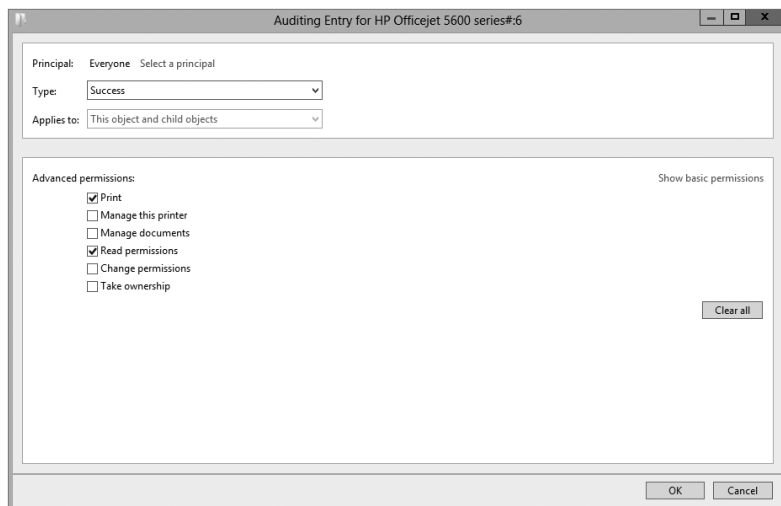 Auditing Entry for HP Officejet 5600 series#:6
Principal: Everyone Select a principal
Type: Success
Applies to: This object and child objects
Advanced permissions: Show basic permissions
Print
Manage this printer
Manage documents
Read permissions
Change permissions
Take ownership
Clear all
OK Cancel